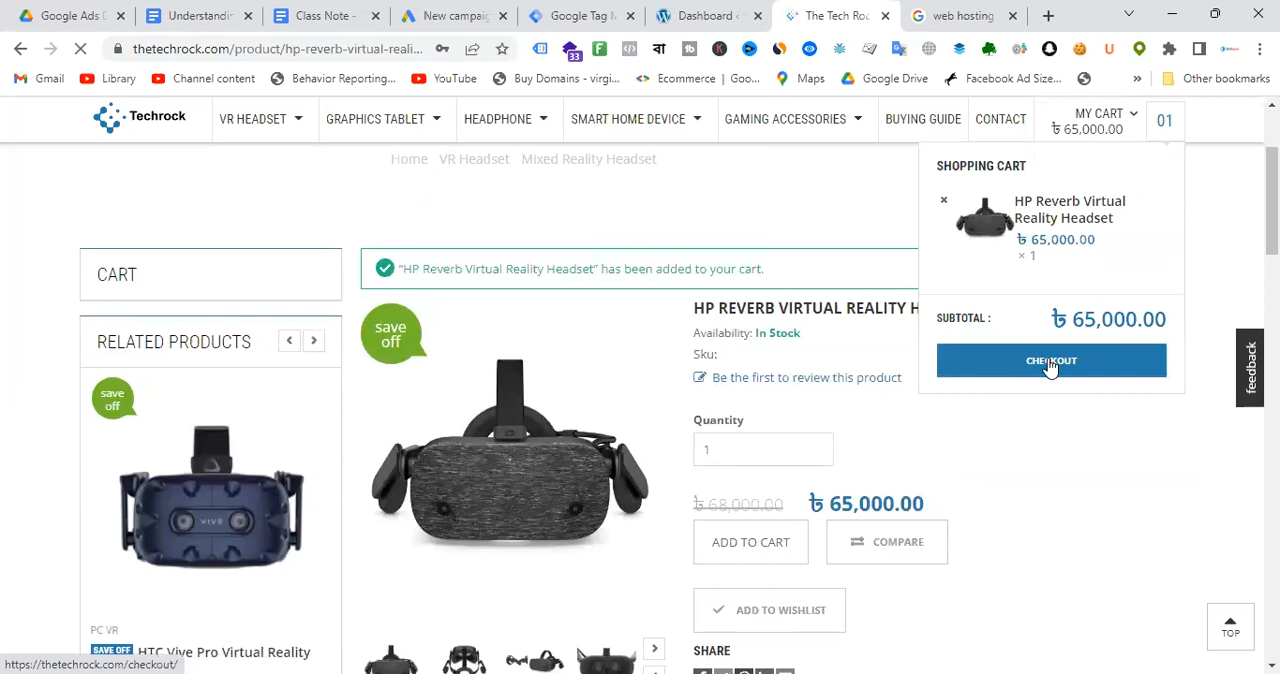 Google Ads D
Understandin
Class Note -
New campaig
Google Tag M
Dashboard ‹
The Tech Roc
web hosting
thetechrock.com/product/hp-reverb-virtual-reali...
33
বা
Gmail
Library
Channel content
Behavior Reporting...
YouTube
Buy Domains - virgi...
Ecommerce | Goo...
Maps
Google Drive
Facebook Ad Size...
»
Other bookmarks
Techrock
VR HEADSET
GRAPHICS TABLET
HEADPHONE
SMART HOME DEVICE
GAMING ACCESSORIES
BUYING GUIDE
CONTACT
MY CART
৳ 65,000.00
01
Home VR Headset Mixed Reality Headset
SHOPPING CART
× HP Reverb Virtual
Reality Headset
৳ 65,000.00
× 1
SUBTOTAL : ৳ 65,000.00
CHECKOUT
CART
"HP Reverb Virtual Reality Headset" has been added to your cart.
RELATED PRODUCTS
save
off
PC VR
SAVE OFF HTC Vive Pro Virtual Reality
save
off
VIVE
HP REVERB VIRTUAL REALITY H
Availability: In Stock
Sku:
Be the first to review this product
Quantity
1
৳ 68,000.00 ৳ 65,000.00
ADD TO CART
COMPARE
ADD TO WISHLIST
SHARE
feedback
TOP
https://thetechrock.com/checkout/